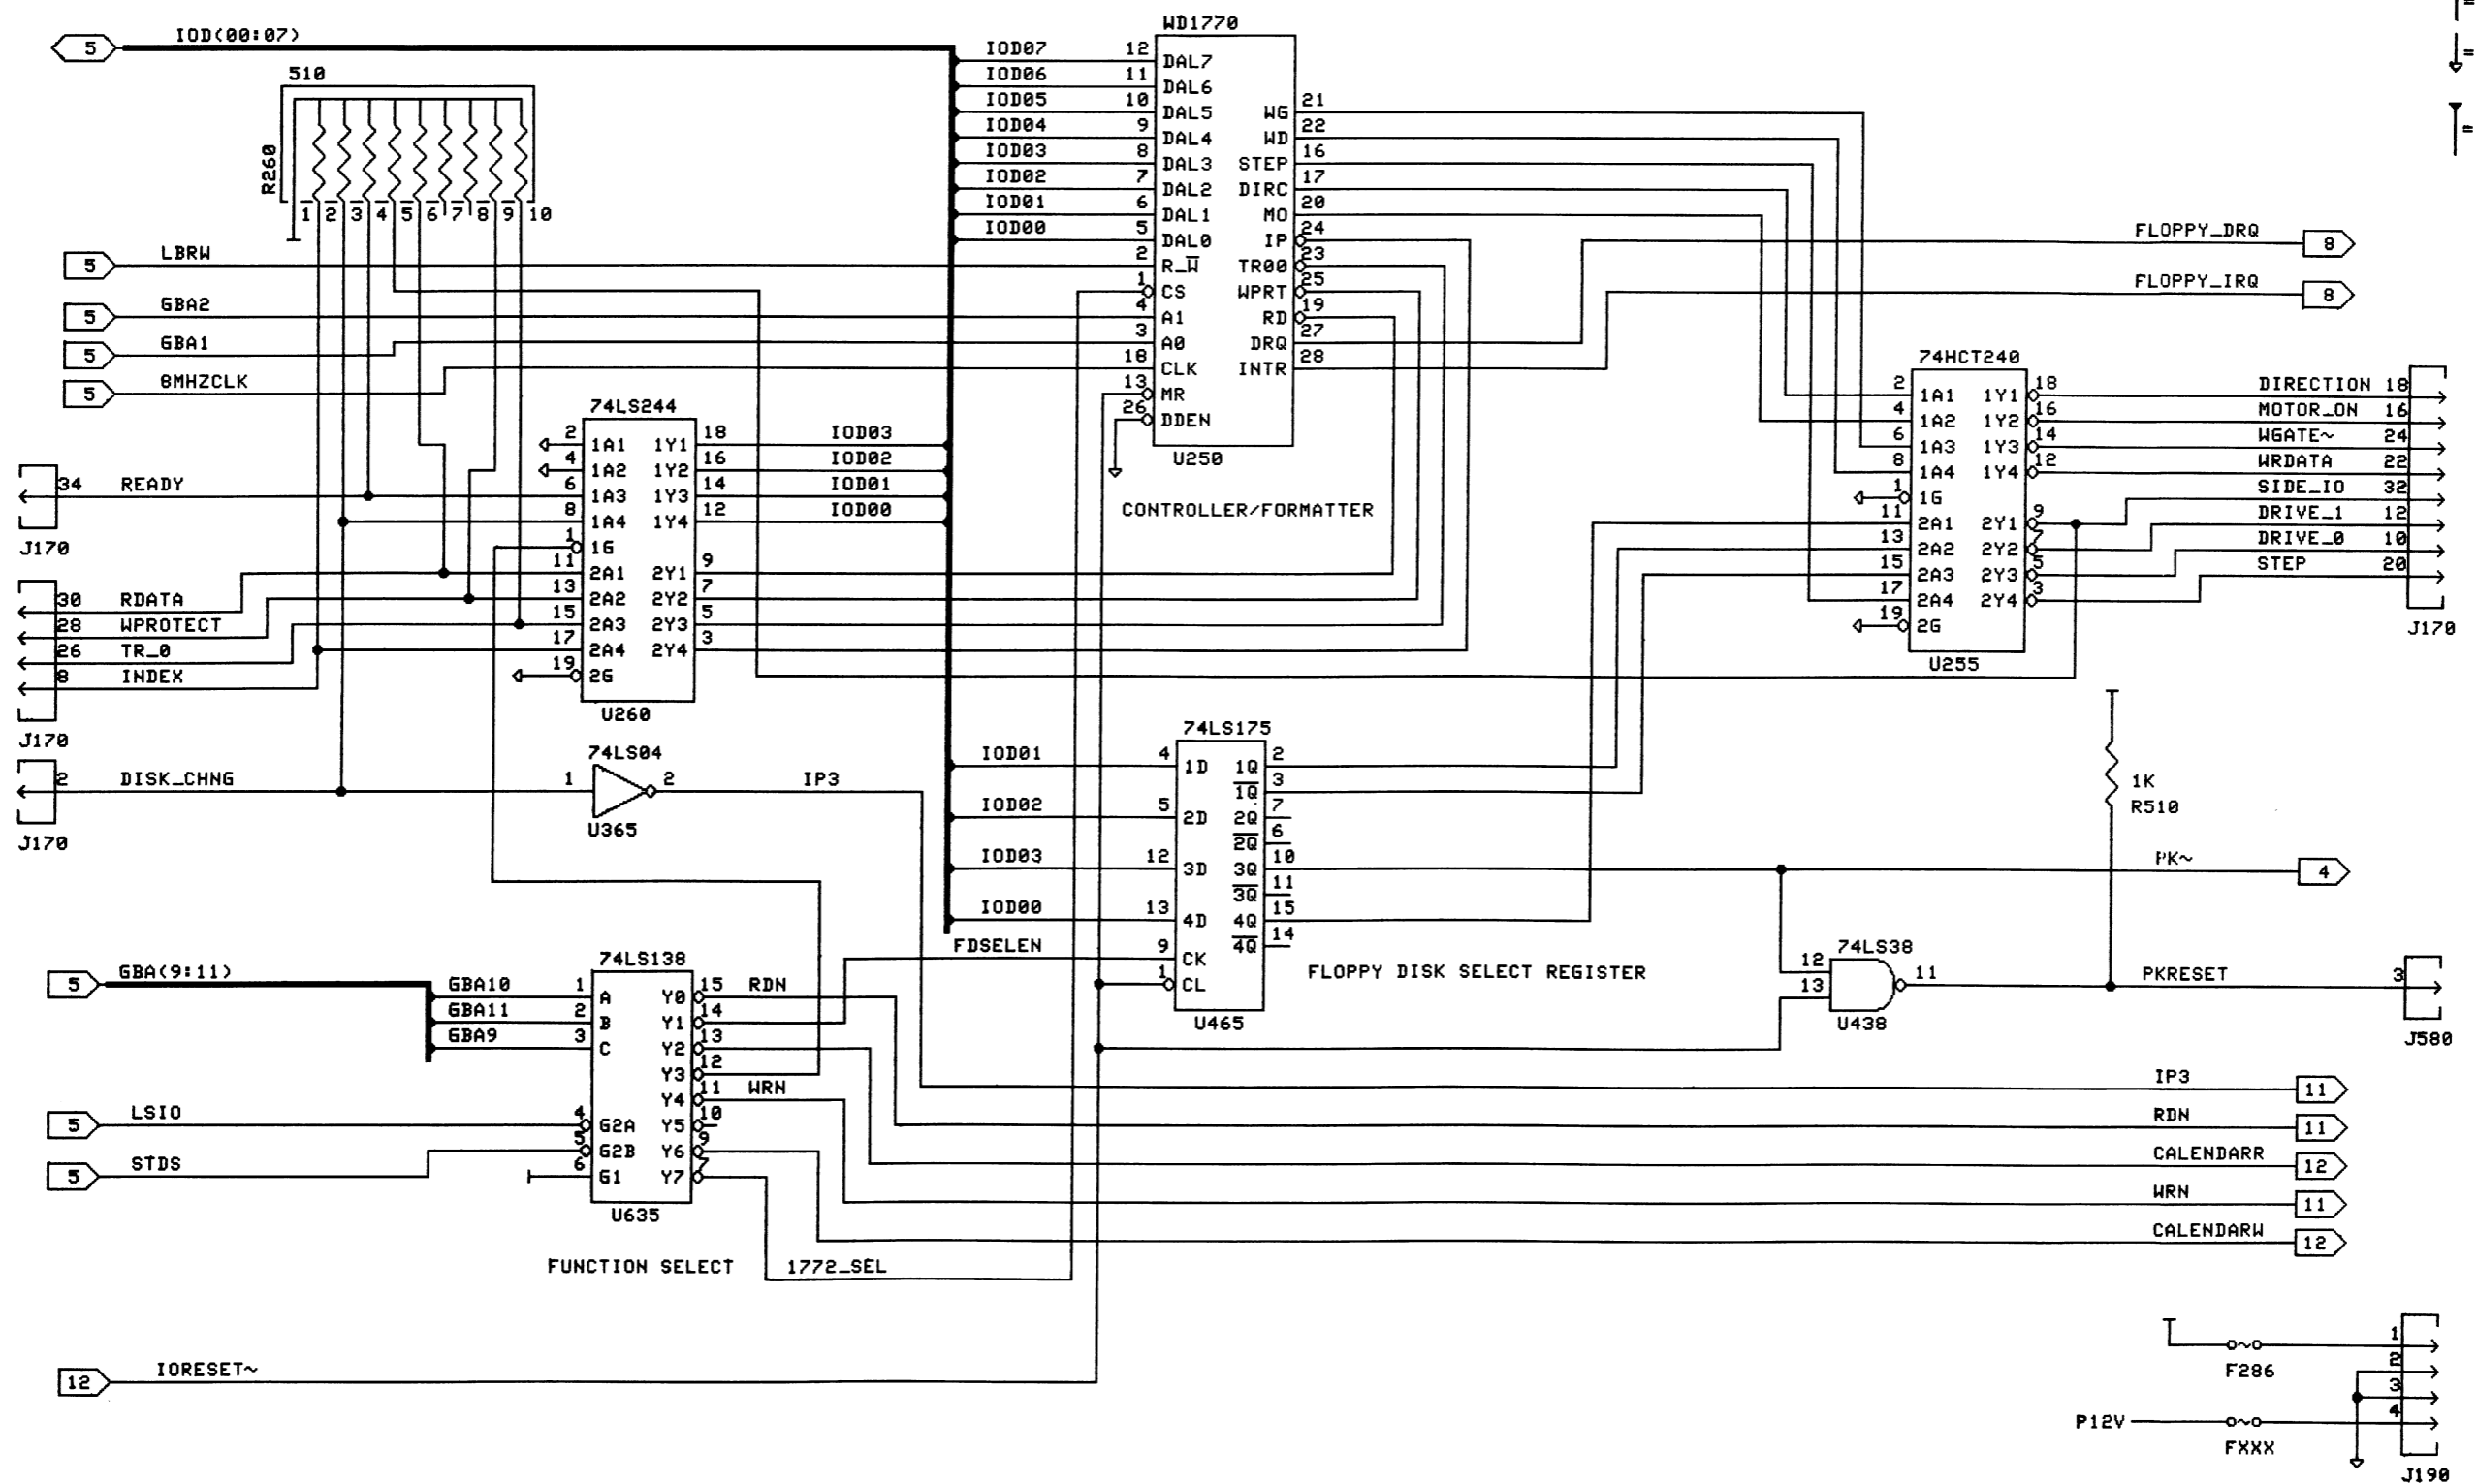 WD1770
5 IOD(00:07)
510
R260
1 2 3 4 5 6 7 8 9 10
IOD07 12 DAL7
IOD06 11 DAL6
IOD05 10 DAL5
IOD04 9 DAL4
IOD03 8 DAL3
IOD02 7 DAL2
IOD01 6 DAL1
IOD00 5 DAL0
5 LBRW 2 R_W
1 CS
5 GBA2 4 A1
5 GBA1 3 A0
5 8MHZCLK 18 CLK
13 MR
26 DDEN
WG 21
WD 22
STEP 16
DIRC 17
MO 20
IP 24
TR00 23
WPRT 25
RD 19
DRQ 27
INTR 28
U250
CONTROLLER/FORMATTER
FLOPPY_DRQ 8
FLOPPY_IRQ 8
74HCT240
2 1A1 1Y1 18 DIRECTION 18
4 1A2 1Y2 16 MOTOR_ON 16
6 1A3 1Y3 14 WGATE~ 24
8 1A4 1Y4 12 WRDATA 22
1 1G SIDE_IO 32
11 2A1 2Y1 9 DRIVE_1 12
13 2A2 2Y2 7 DRIVE_0 10
15 2A3 2Y3 5 STEP 20
17 2A4 2Y4 3
19 2G
J170
U255
74LS244
2 1A1 1Y1 18 IOD03
4 1A2 1Y2 16 IOD02
34 READY 6 1A3 1Y3 14 IOD01
8 1A4 1Y4 12 IOD00
J170
1 1G
11 2A1 2Y1 9
30 RDATA 13 2A2 2Y2 7
28 WPROTECT 15 2A3 2Y3 5
26 TR_0 17 2A4 2Y4 3
8 INDEX 19 2G
U260
J170
74LS04
2 DISK_CHNG 1 2 IP3
U365
J170
74LS175
IOD01 4 1D 1Q 2
1Q 3
IOD02 5 2D 2Q 7
2Q 6
IOD03 12 3D 3Q 10
3Q 11
IOD00 13 4D 4Q 15
4Q 14
FDSELEN 9 CK
1 CL
U465
FLOPPY DISK SELECT REGISTER
1K
R510
PK~ 4
74LS38
12
13
11 PKRESET 3
U438
J580
5 GBA(9:11)
74LS138
GBA10 1 A Y0 15 RDN
GBA11 2 B Y1 14
GBA9 3 C Y2 13
Y3 12
Y4 11 WRN
5 LSIO 4 G2A Y5 10
5 G2B Y6 9
5 STDS 6 G1 Y7 7
U635
FUNCTION SELECT
1772_SEL
IP3 11
RDN 11
CALENDARR 12
WRN 11
CALENDARW 12
12 IORESET~
1
F286
2
3
P12V 4
FXXX
J190